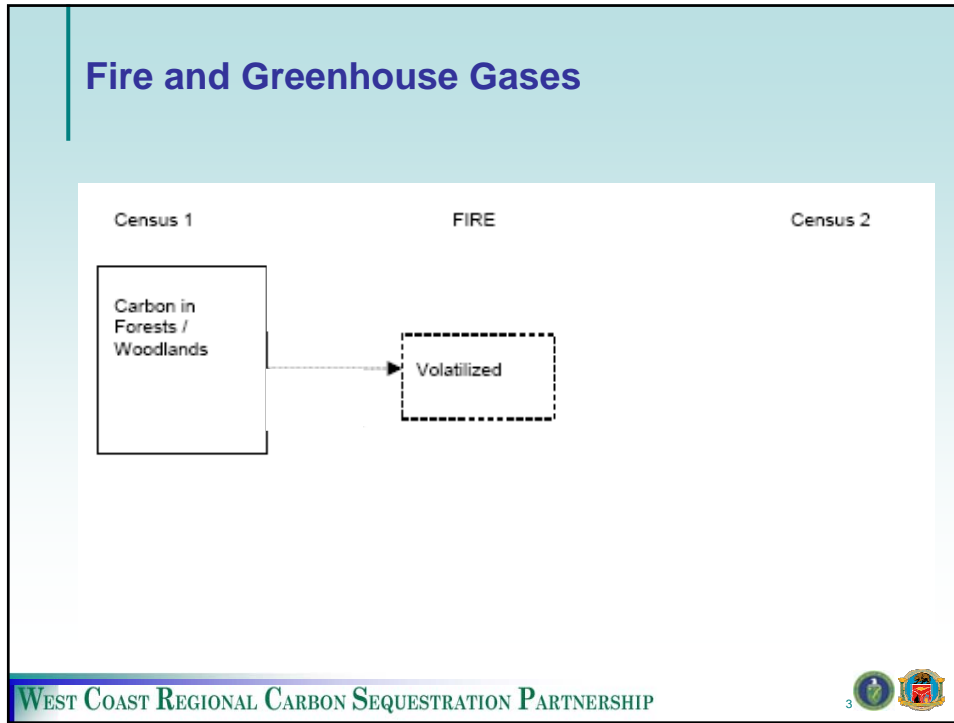 Fire and Greenhouse Gases
Census 1 FIRE Census 2
Carbon in
Forests /
Woodlands
Volatilized
WEST COAST REGIONAL CARBON SEQUESTRATION PARTNERSHIP
3